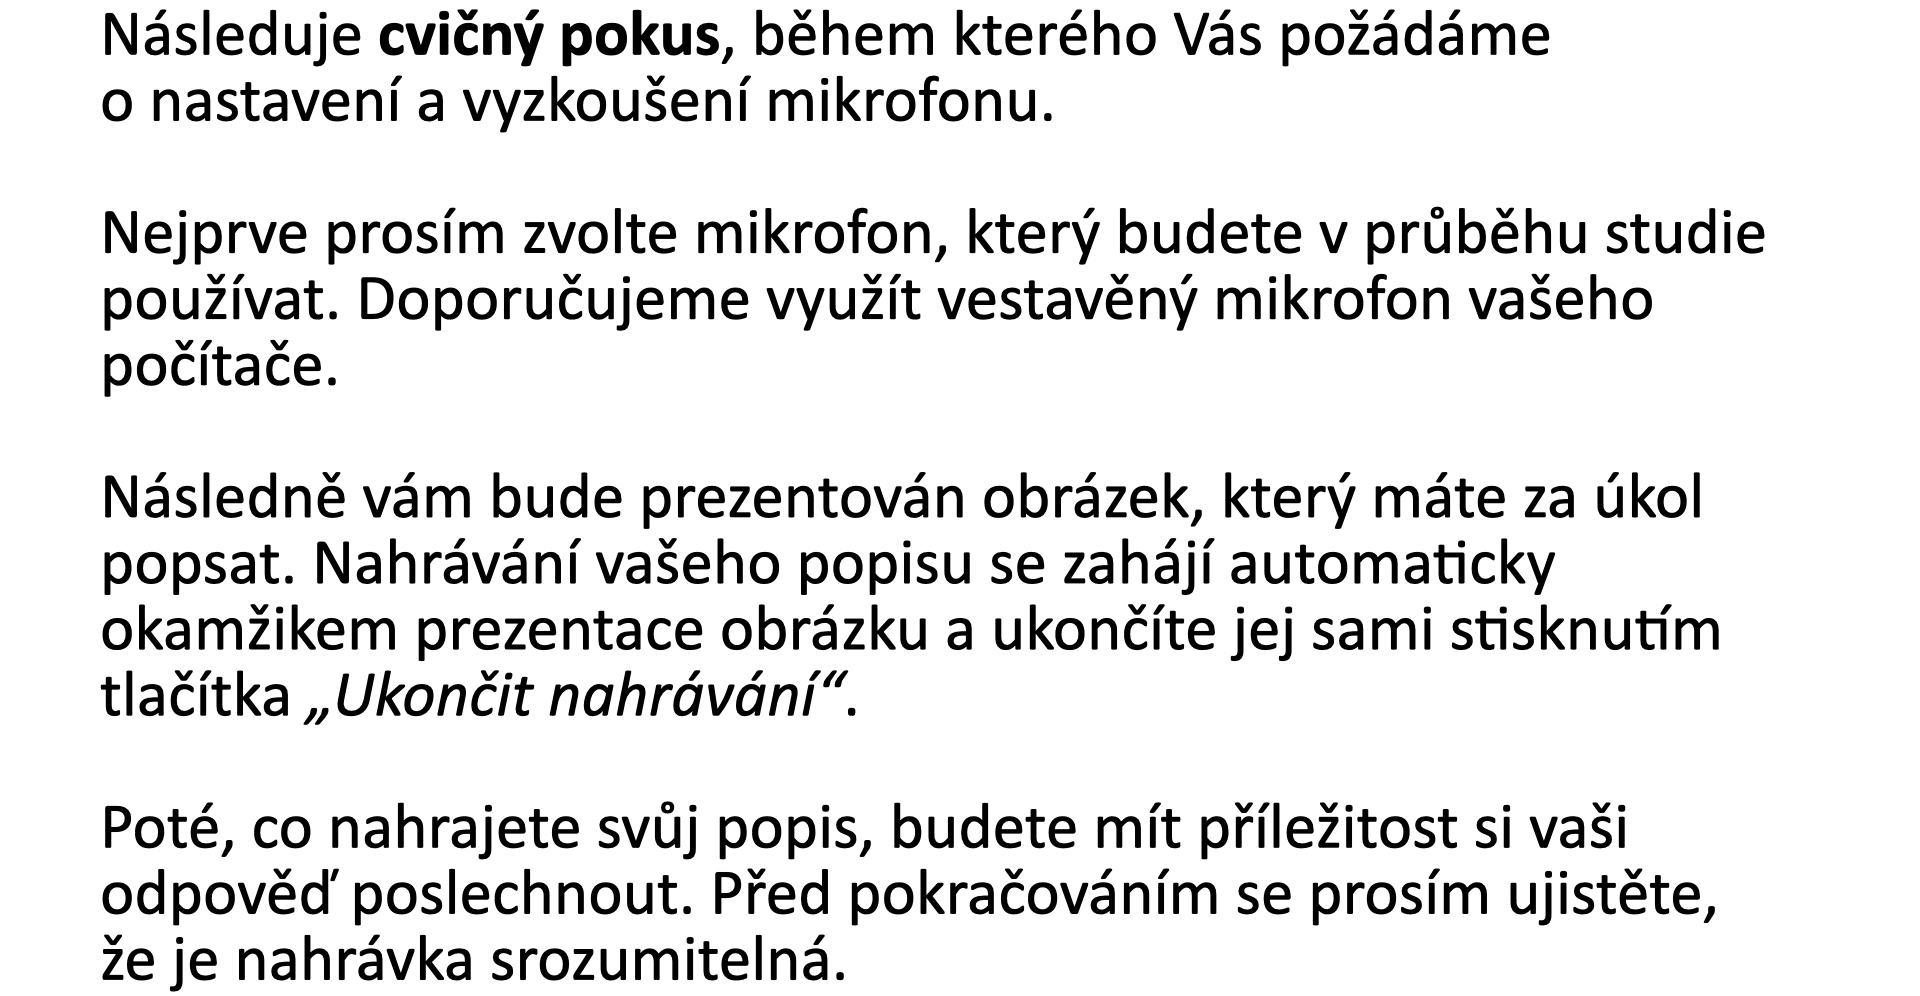 Následuje cvičný pokus, během kterého Vás požádáme
o nastavení a vyzkoušení mikrofonu.
Nejprve prosím zvolte mikrofon, který budete v průběhu studie
používat. Doporučujeme využít vestavěný mikrofon vašeho
počítače.
Následně vám bude prezentován obrázek, který máte za úkol
popsat. Nahrávání vašeho popisu se zahájí automaticky
okamžikem prezentace obrázku a ukončíte jej sami stisknutím
tlačítka „Ukončit nahrávání“.
Poté, co nahrajete svůj popis, budete mít příležitost si vaši
odpověď poslechnout. Před pokračováním se prosím ujistěte,
že je nahrávka srozumitelná.